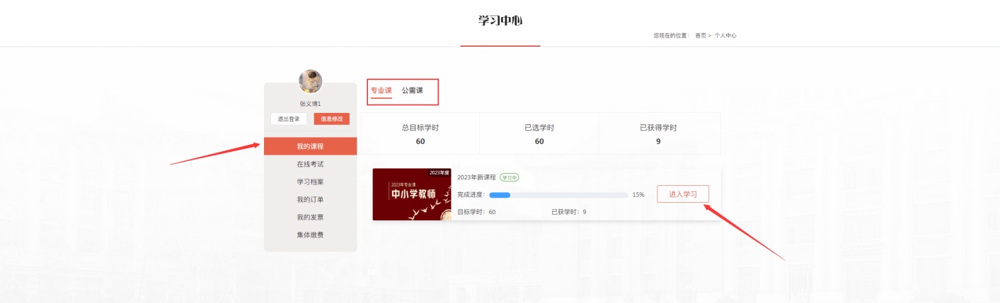 学习中心
您现在的位置： 首页 > 个人中心
张义博1
退出登录 信息修改
我的课程
在线考试
学习档案
我的订单
我的发票
集体缴费
专业课 公需课
总目标学时 已选学时 已获得学时
60 60 9
2023年度
2023年专业课
中小学教师
2023年新课程 学习中
完成进度： 15%
目标学时：60 已获学时：9
进入学习